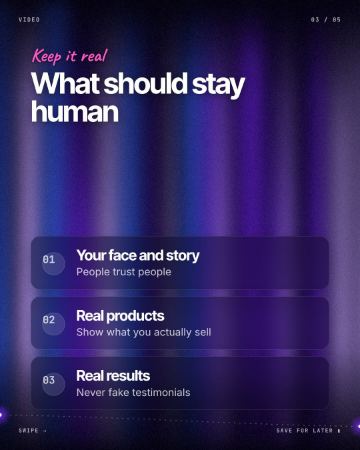 VIDEO
03 / 05
Keep it real
What should stay
human
01
Your face and story
People trust people
02
Real products
Show what you actually sell
03
Real results
Never fake testimonials
SWIPE →
SAVE FOR LATER